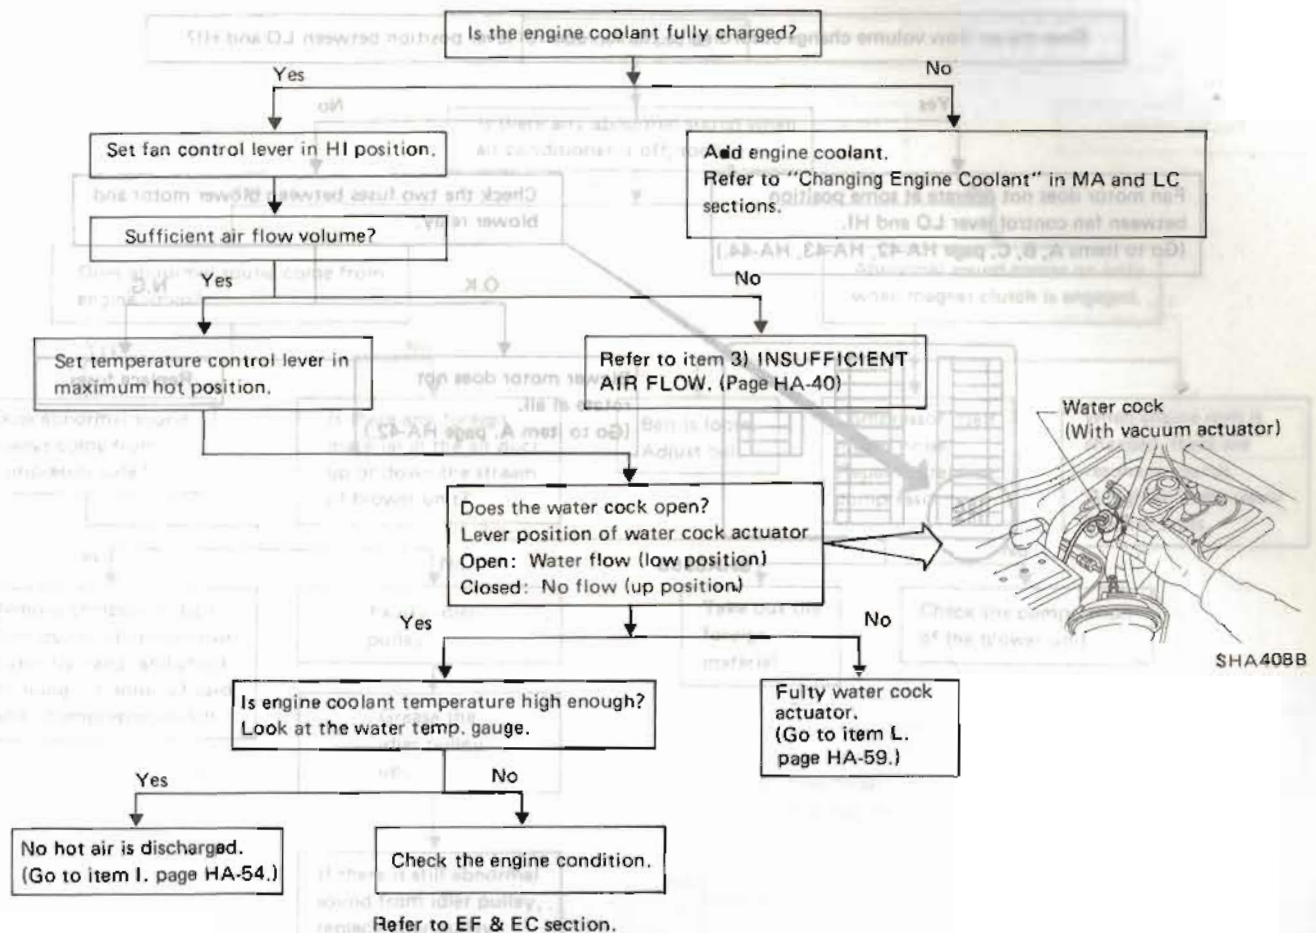 Is the engine coolant fully charged?
Yes
No
Set fan control lever in HI position.
Add engine coolant.
Refer to "Changing Engine Coolant" in MA and LC
sections.
Sufficient air flow volume?
Yes
No
Set temperature control lever in
maximum hot position.
Refer to item 3) INSUFFICIENT
AIR FLOW. (Page HA-40)
Water cock
(With vacuum actuator)
Does the water cock open?
Lever position of water cock actuator
Open: Water flow (low position)
Closed: No flow (up position)
SHA408B
Yes
No
Is engine coolant temperature high enough?
Look at the water temp. gauge.
Fulty water cock
actuator.
(Go to item L.
page HA-59.)
Yes
No
No hot air is discharged.
(Go to item I. page HA-54.)
Check the engine condition.
Refer to EF & EC section.